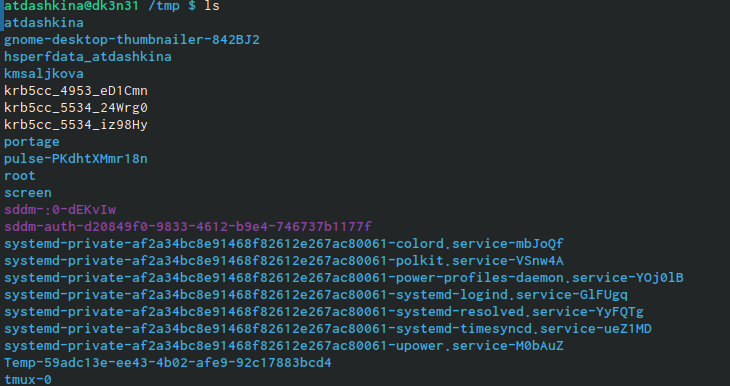 atdashkina@dk3n31 /tmp $ ls
atdashkina
gnome-desktop-thumbnailer-842BJ2
hsperfdata_atdashkina
kmsaljkova
krb5cc_4953_eD1Cmn
krb5cc_5534_24Wrg0
krb5cc_5534_iz98Hy
portage
pulse-PKdhtXMmr18n
root
screen
sddm-:0-dEKvIw
sddm-auth-d20849f0-9833-4612-b9e4-746737b1177f
systemd-private-af2a34bc8e91468f82612e267ac80061-colord.service-mbJoQf
systemd-private-af2a34bc8e91468f82612e267ac80061-polkit.service-VSnw4A
systemd-private-af2a34bc8e91468f82612e267ac80061-power-profiles-daemon.service-YOj0lB
systemd-private-af2a34bc8e91468f82612e267ac80061-systemd-logind.service-GlFUgq
systemd-private-af2a34bc8e91468f82612e267ac80061-systemd-resolved.service-YyFQTg
systemd-private-af2a34bc8e91468f82612e267ac80061-systemd-timesyncd.service-ueZ1MD
systemd-private-af2a34bc8e91468f82612e267ac80061-upower.service-M0bAuZ
Temp-59adc13e-ee43-4b02-afe9-92c17883bcd4
tmux-0